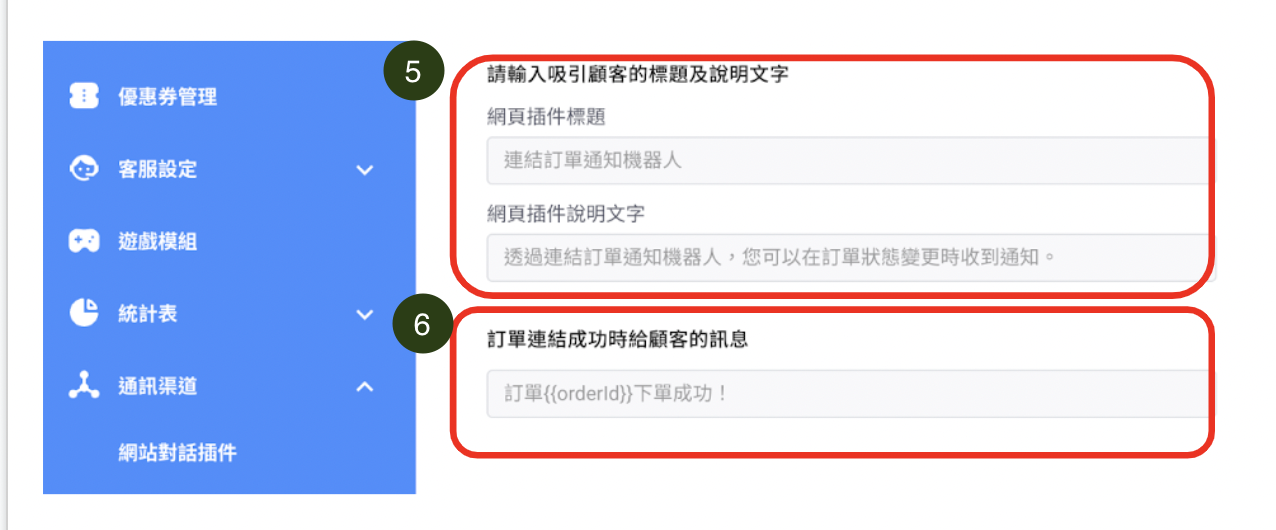 優惠券管理
客服設定
遊戲模組
統計表
通訊渠道
網站對話插件
5
請輸入吸引顧客的標題及說明文字
網頁插件標題
連結訂單通知機器人
網頁插件說明文字
透過連結訂單通知機器人，您可以在訂單狀態變更時收到通知。
6
訂單連結成功時給顧客的訊息
訂單{{orderId}}下單成功！